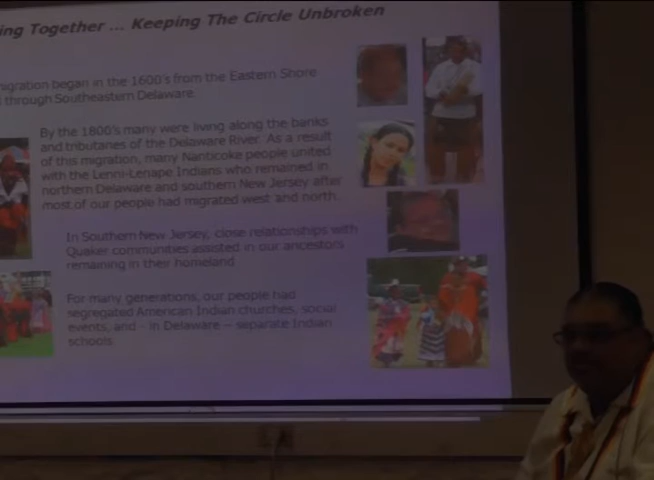 ing Together ... Keeping The Circle Unbroken
igration began in the 1600's from the Eastern Shore
through Southeastern Delaware.
By the 1800's many were living along the banks
and tributaries of the Delaware River. As a result
of this migration, many Nanticoke people united
with the Lenni-Lenape Indians who remained in
northern Delaware and southern New Jersey after
most of our people had migrated west and north.
In Southern New Jersey, close relationships with
Quaker communities assisted in our ancestors
remaining in their homeland
For many generations, our people had
segregated American Indian churches, social
events, and - in Delaware – separate Indian
schools